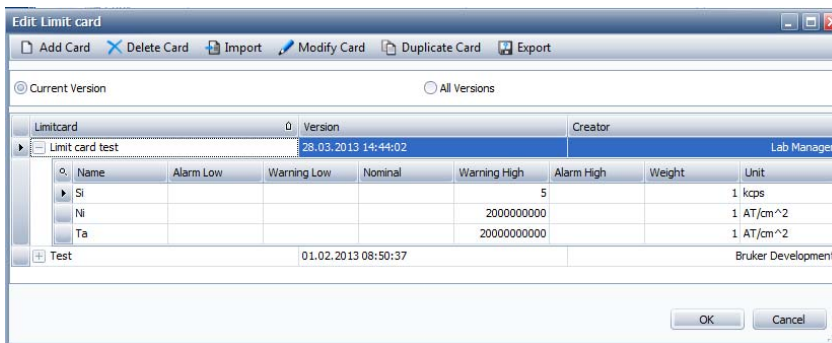 Edit Limit card
Add Card Delete Card Import Modify Card Duplicate Card Export
Current Version All Versions
Limitcard Version Creator
Limit card test 28.03.2013 14:44:02 Lab Manager
Name Alarm Low Warning Low Nominal Warning High Alarm High Weight Unit
Si 5 1 kcps
Ni 2000000000 1 AT/cm^2
Ta 20000000000 1 AT/cm^2
Test 01.02.2013 08:50:37 Bruker Development
OK Cancel